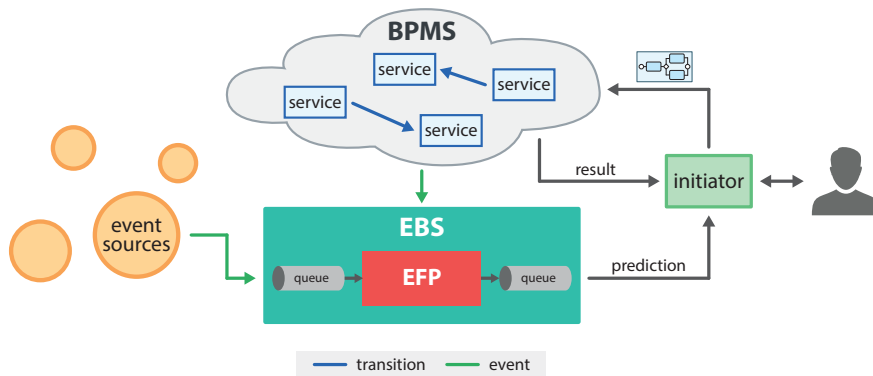 BPMS
service
service
service
service
result
initiator
event
sources
EBS
queue
EFP
queue
prediction
transition
event